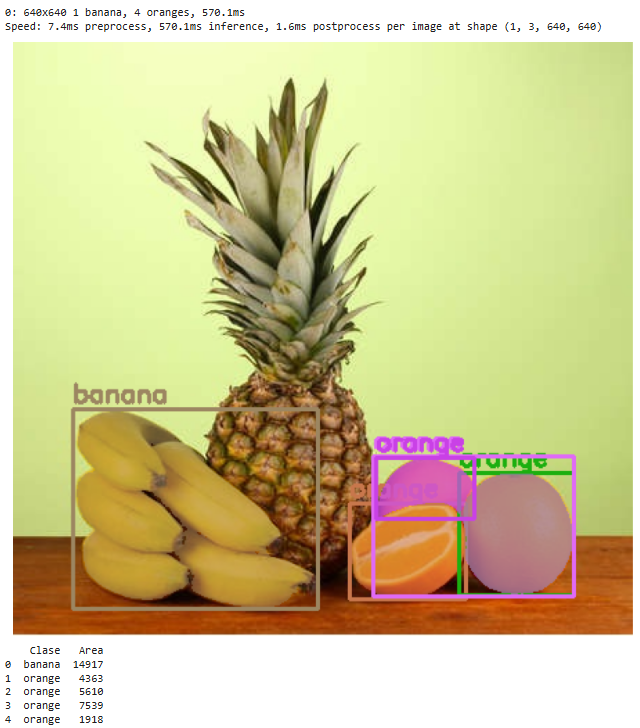 0: 640x640 1 banana, 4 oranges, 570.1ms
Speed: 7.4ms preprocess, 570.1ms inference, 1.6ms postprocess per image at shape (1, 3, 640, 640)
banana
orange
orange
orange
Clase Area
0 banana 14917
1 orange 4363
2 orange 5610
3 orange 7539
4 orange 1918